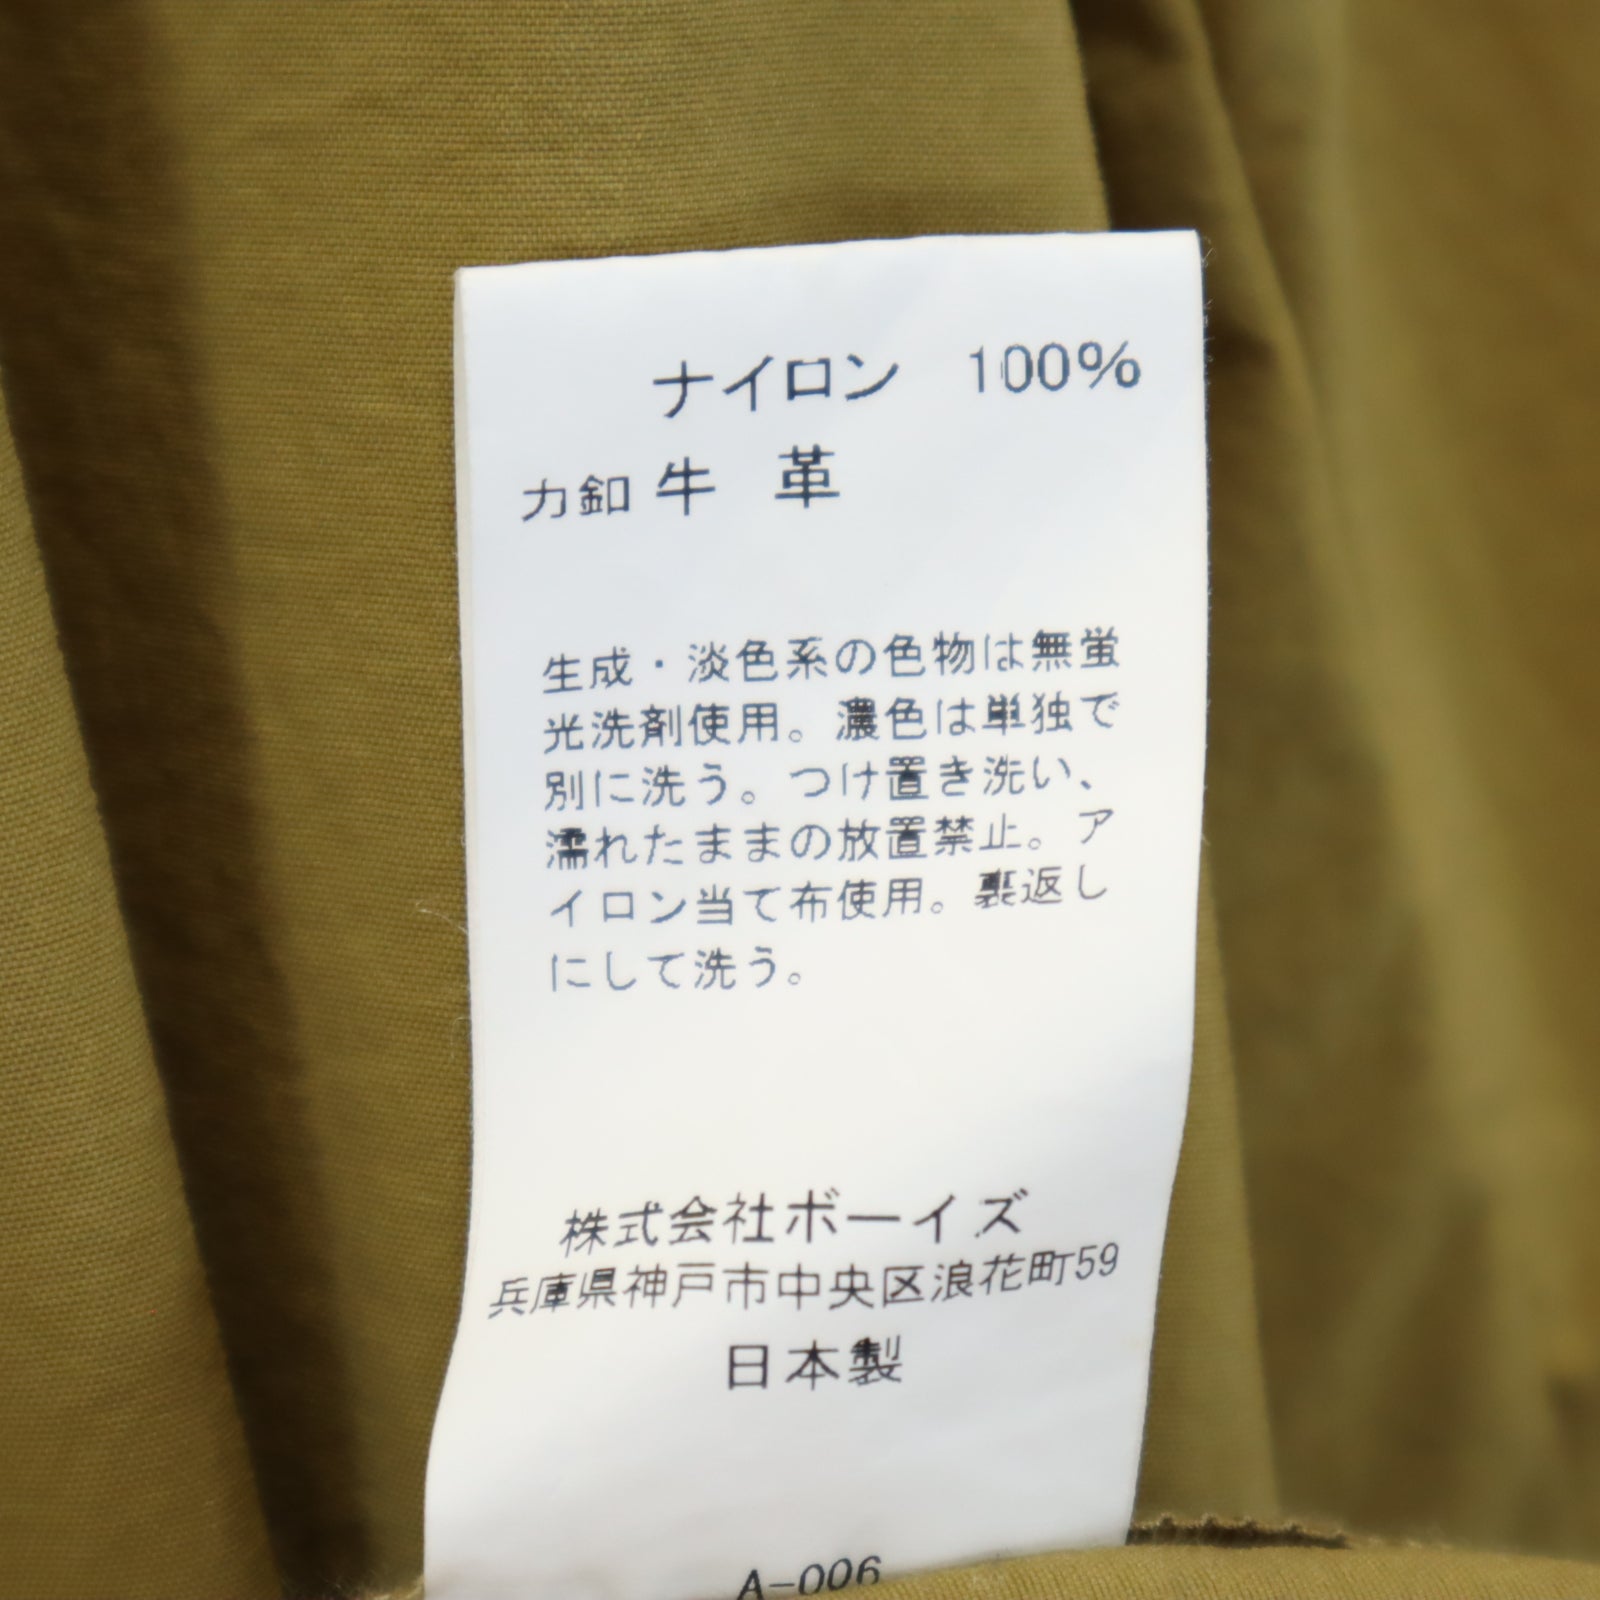 ナイロン 100%
力釦 牛 革
生成・淡色系の色物は無蛍
光洗剤使用。濃色は単独で
別に洗う。つけ置き洗い、
濡れたままの放置禁止。ア
イロン当て布使用。裏返し
にして洗う。
株式会社ボーイズ
兵庫県神戸市中央区浪花町59
日本製
A-006